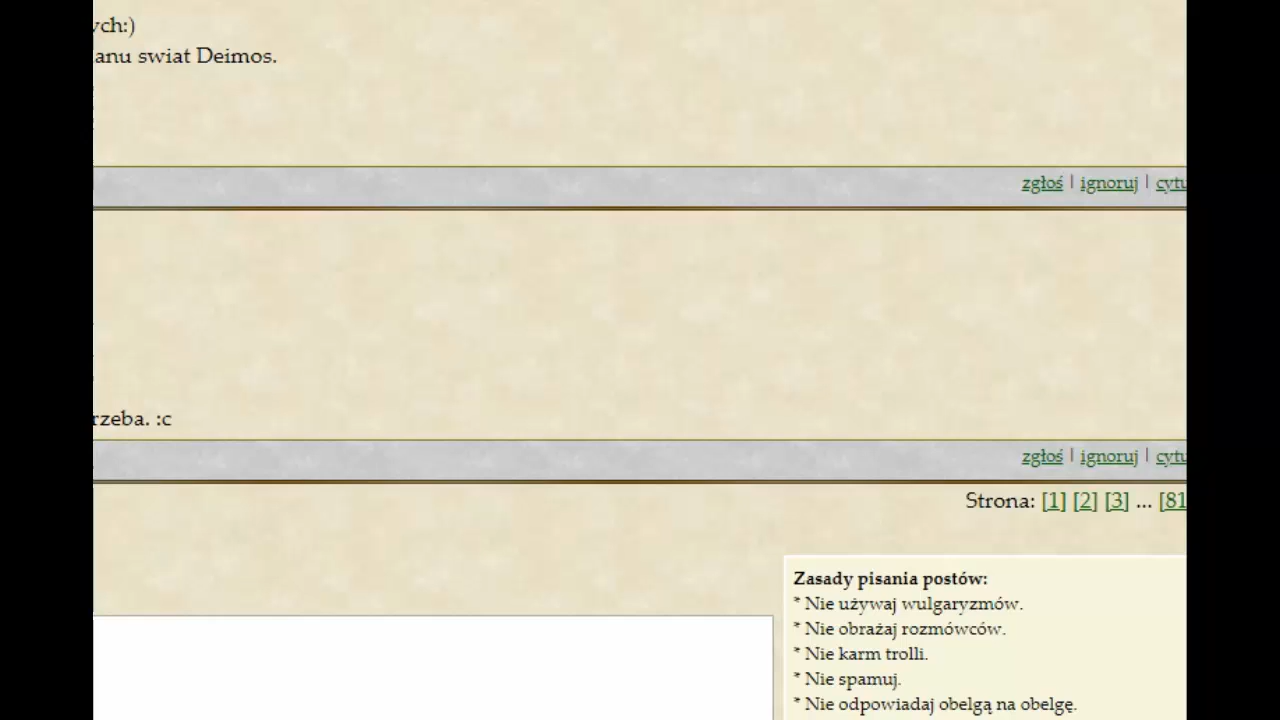 ych:)
anu swiat Deimos.
zgłoś | ignoruj | cytu
rzeba. :c
zgłoś | ignoruj | cytu
Strona: [1] [2] [3] ... [81
Zasady pisania postów:
* Nie używaj wulgaryzmów.
* Nie obrażaj rozmówców.
* Nie karm trolli.
* Nie spamuj.
* Nie odpowiadaj obelgą na obelgę.